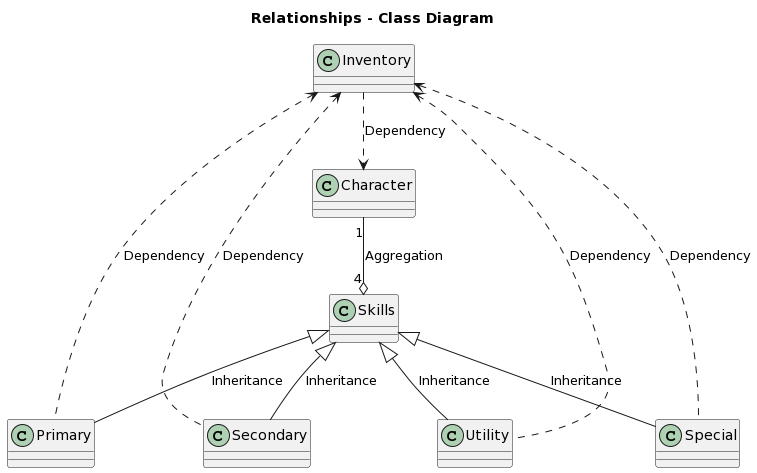 Relationships - Class Diagram
C Inventory
Dependency
C Character
1
Aggregation
4
Dependency
Dependency
Dependency
Dependency
C Skills
Inheritance
Inheritance
Inheritance
Inheritance
C Primary
C Secondary
C Utility
C Special